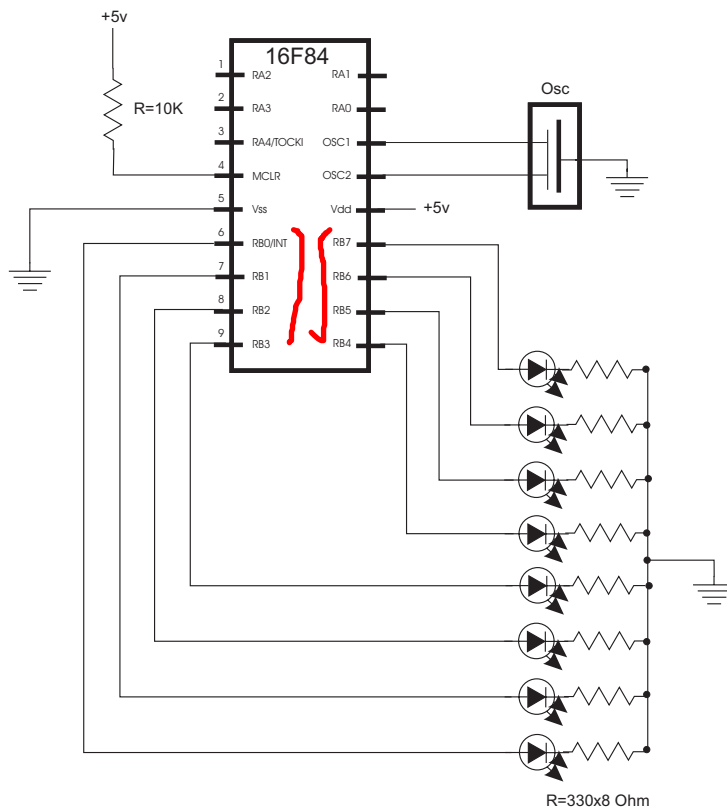 +5v
16F84
1 RA2 RA1
Osc
2 RA3 RA0
R=10K
3 RA4/TOCKI OSC1
4 MCLR OSC2
5 Vss Vdd +5v
6 RB0/INT RB7
7 RB1 RB6
8 RB2 RB5
9 RB3 RB4
R=330x8 Ohm